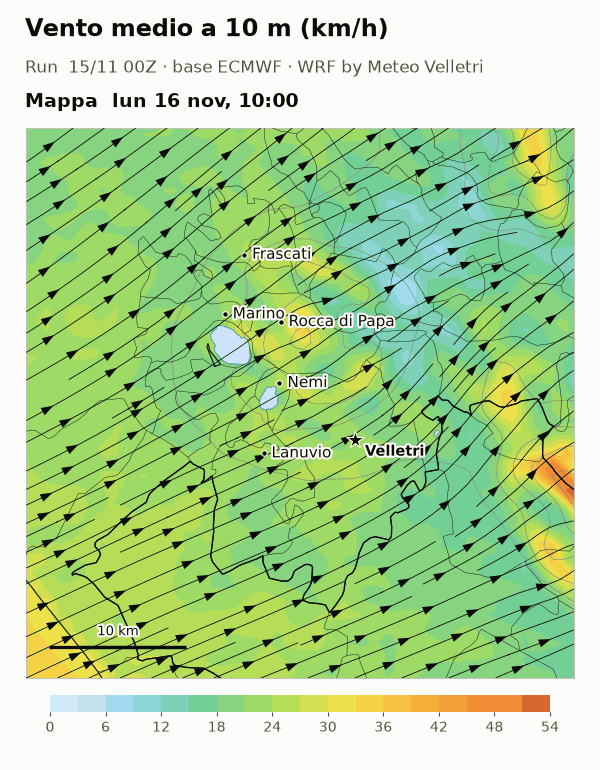 Vento medio a 10 m (km/h)
Run 15/11 00Z · base ECMWF · WRF by Meteo Velletri
Mappa lun 16 nov, 10:00
Frascati
Marino
Rocca di Papa
Nemi
Velletri
Lanuvio
10 km
0 6 12 18 24 30 36 42 48 54